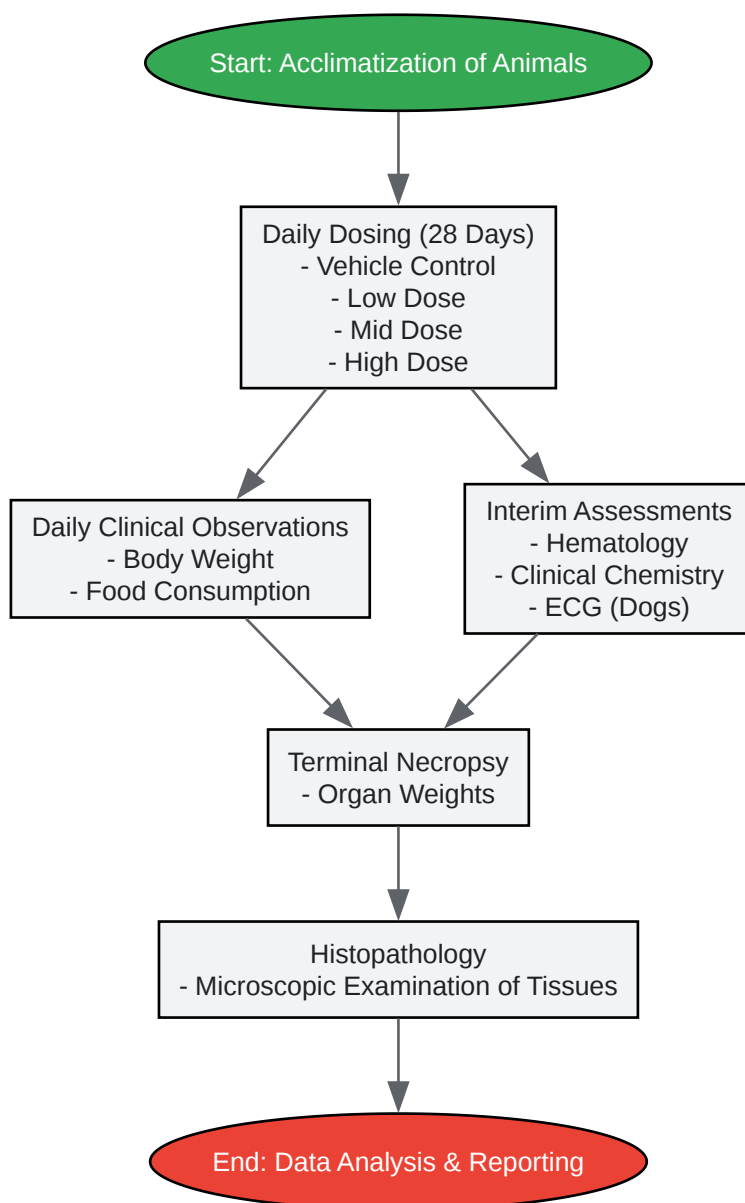 Start: Acclimatization of Animals
Daily Dosing (28 Days)
- Vehicle Control
- Low Dose
- Mid Dose
- High Dose
Daily Clinical Observations
- Body Weight
- Food Consumption
Interim Assessments
- Hematology
- Clinical Chemistry
- ECG (Dogs)
Terminal Necropsy
- Organ Weights
Histopathology
- Microscopic Examination of Tissues
End: Data Analysis & Reporting